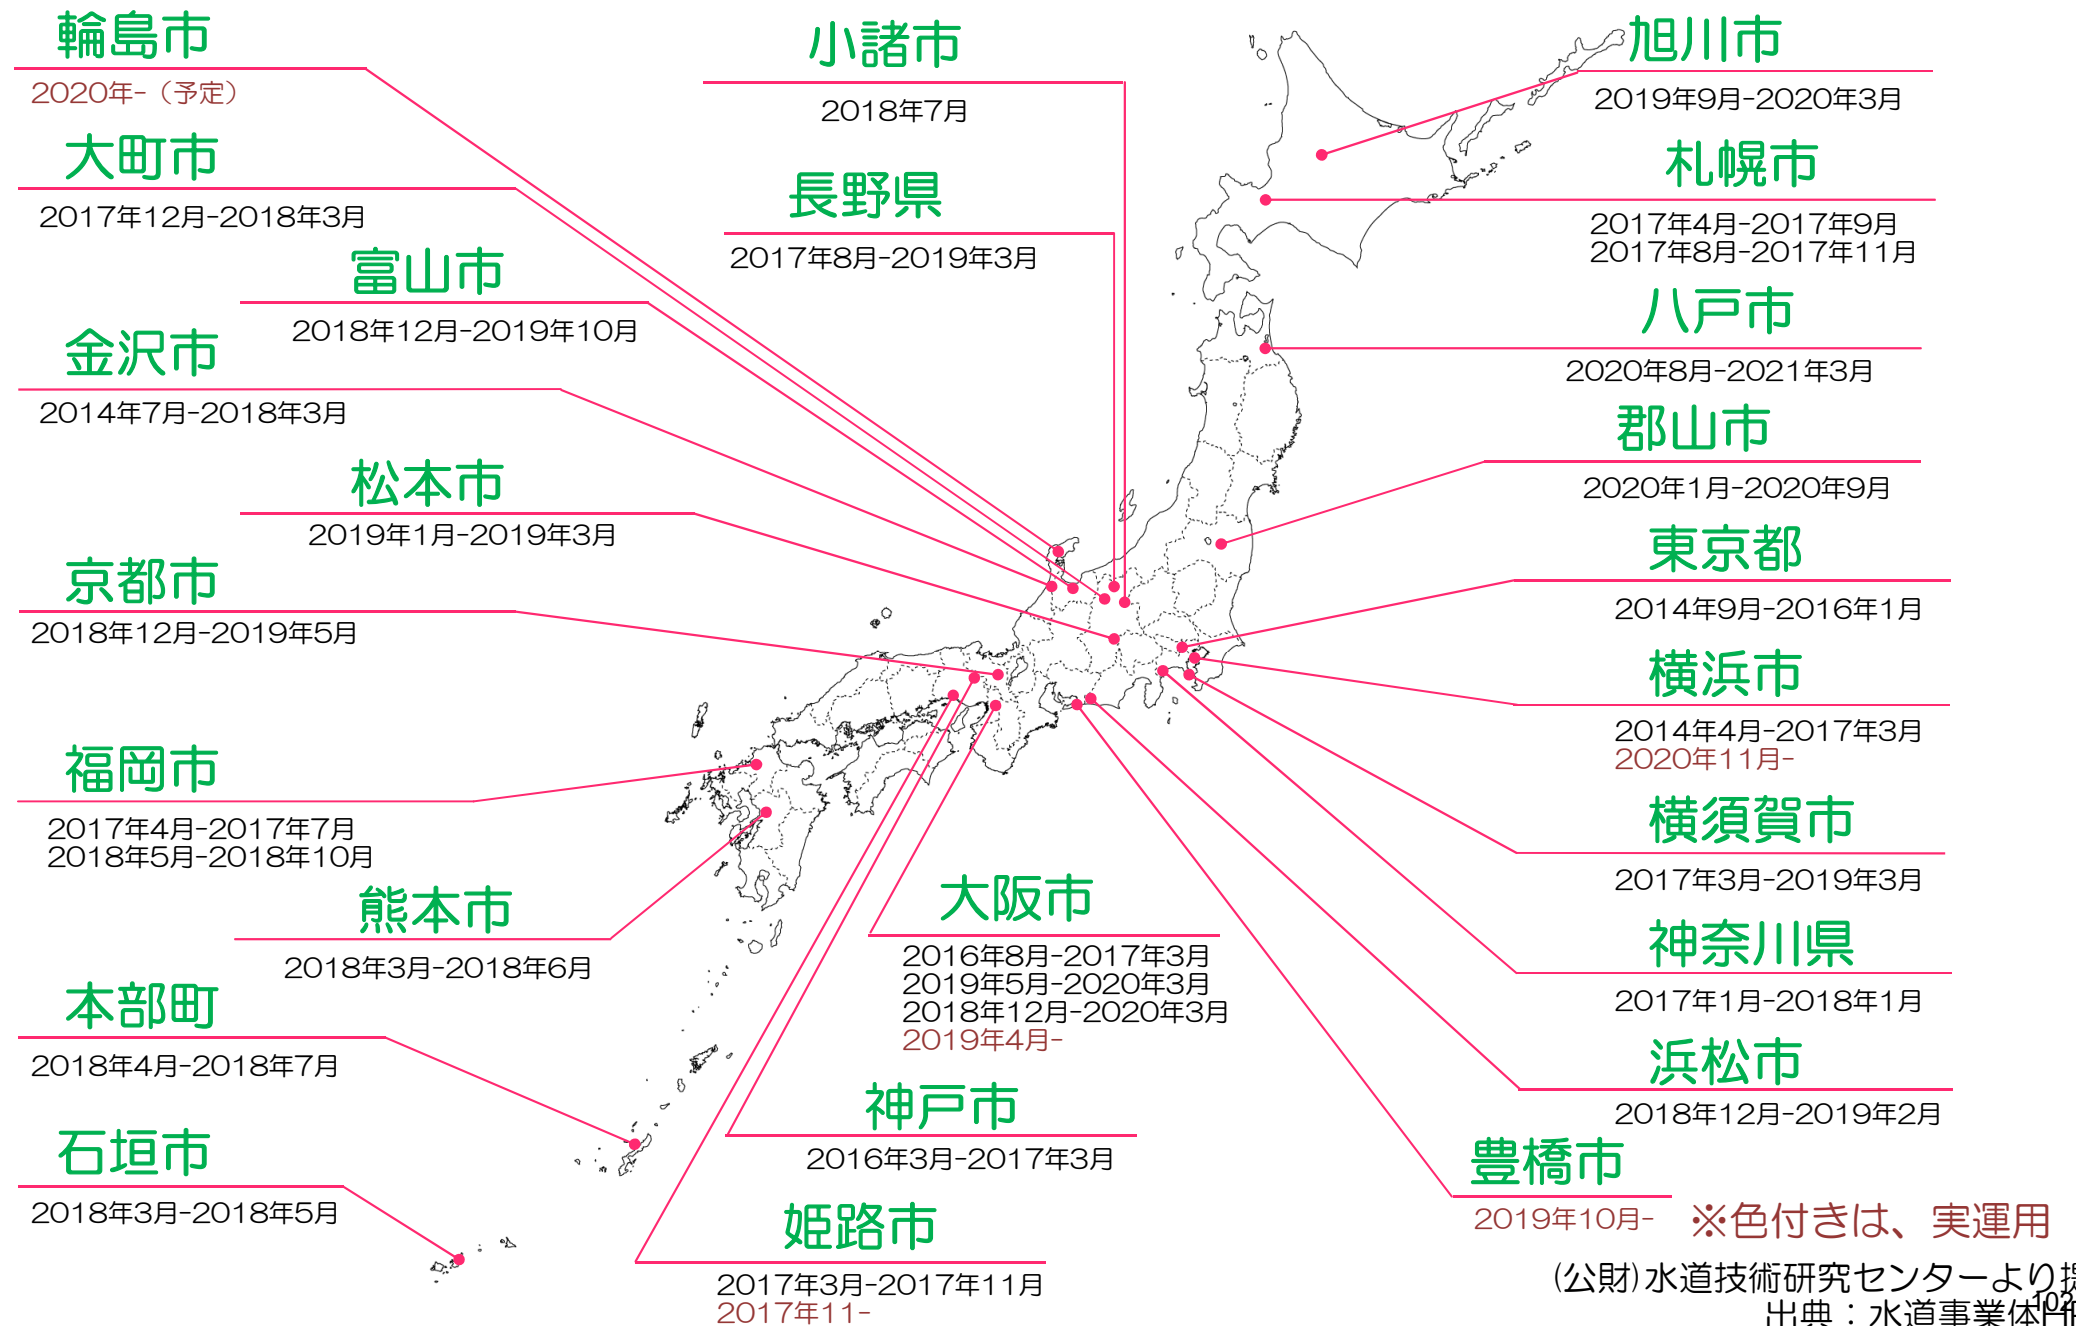 輪島市
2020年-（予定）
大町市
2017年12月-2018年3月
富山市
2018年12月-2019年10月
金沢市
2014年7月-2018年3月
松本市
2019年1月-2019年3月
京都市
2018年12月-2019年5月
福岡市
2017年4月-2017年7月
2018年5月-2018年10月
熊本市
2018年3月-2018年6月
本部町
2018年4月-2018年7月
石垣市
2018年3月-2018年5月
小諸市
2018年7月
長野県
2017年8月-2019年3月
大阪市
2016年8月-2017年3月
2019年5月-2020年3月
2018年12月-2020年3月
2019年4月-
神戸市
2016年3月-2017年3月
姫路市
2017年3月-2017年11月
2017年11-
旭川市
2019年9月-2020年3月
札幌市
2017年4月-2017年9月
2017年8月-2017年11月
八戸市
2020年8月-2021年3月
郡山市
2020年1月-2020年9月
東京都
2014年9月-2016年1月
横浜市
2014年4月-2017年3月
2020年11月-
横須賀市
2017年3月-2019年3月
神奈川県
2017年1月-2018年1月
浜松市
2018年12月-2019年2月
豊橋市
2019年10月-
※色付きは、実運用
(公財)水道技術研究センターより提
出典：水道事業体HP
102